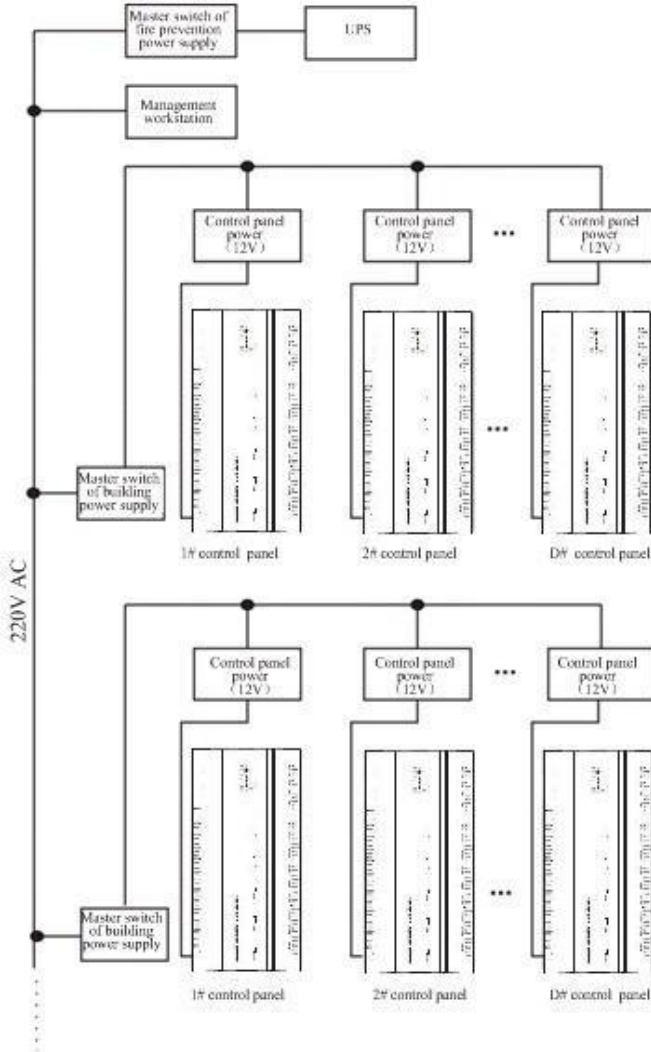 Master switch of
fire prevention
power supply
UPS
Management
workstation
Control panel
power
(12V)
Control panel
power
(12V)
...
Control panel
power
(12V)
...
Master switch
of building
power supply
1# control panel
2# control panel
D# control panel
220V AC
Control panel
power
(12V)
Control panel
power
(12V)
...
Control panel
power
(12V)
...
Master switch
of building
power supply
1# control panel
2# control panel
D# control panel